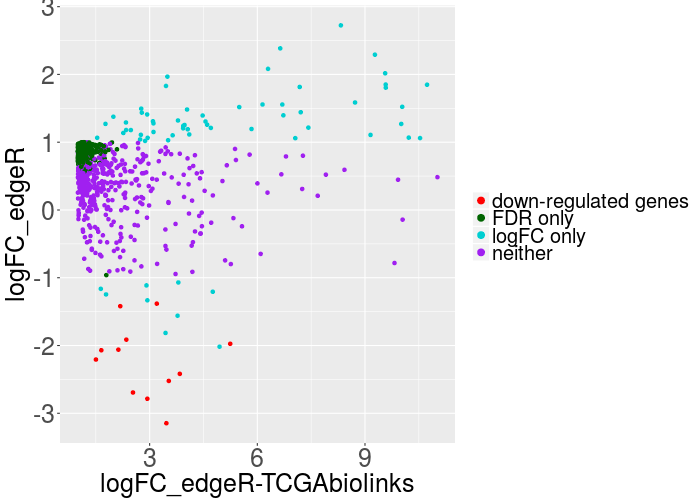 3
2
1
0
-1
-2
-3
3
6
9
logFC_edgeR
logFC_edgeR-TCGAbiolinks
down-regulated genes
FDR only
logFC only
neither